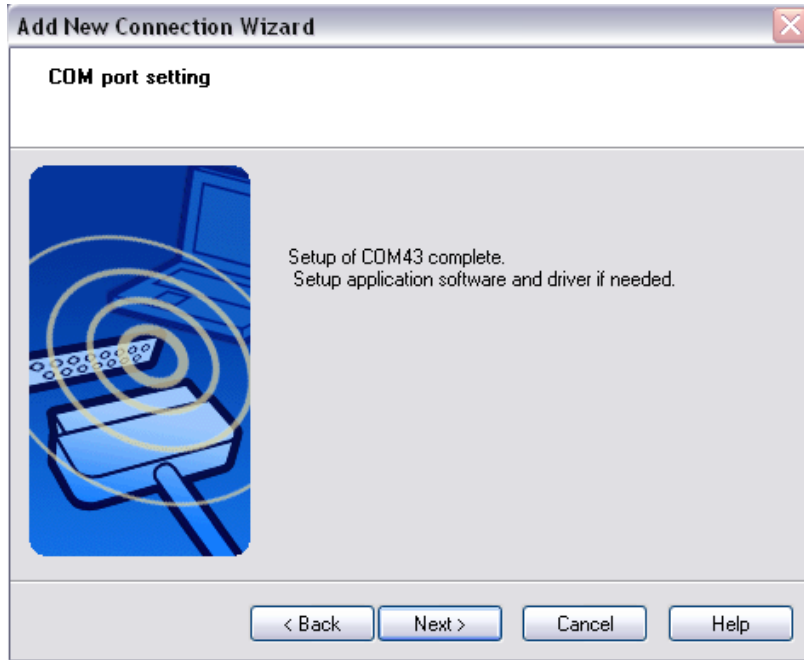 Add New Connection Wizard
COM port setting
Setup of COM43 complete.
Setup application software and driver if needed.
< Back
Next >
Cancel
Help